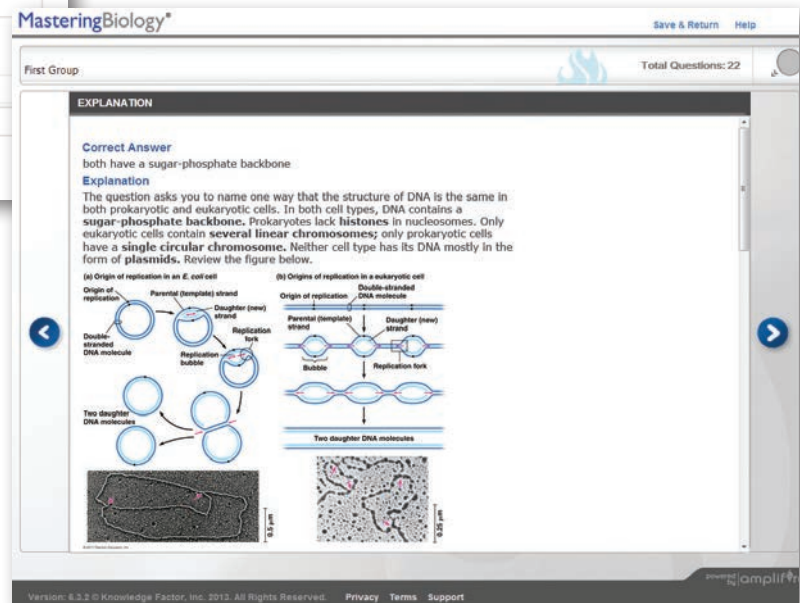 MasteringBiology®
Save & Return Help
First Group
Total Questions: 22
EXPLANATION
Correct Answer
both have a sugar-phosphate backbone
Explanation
The question asks you to name one way that the structure of DNA is the same in
both prokaryotic and eukaryotic cells. In both cell types, DNA contains a
sugar-phosphate backbone. Prokaryotes lack histones in nucleosomes. Only
eukaryotic cells contain several linear chromosomes; only prokaryotic cells
have a single circular chromosome. Neither cell type has its DNA mostly in the
form of plasmids. Review the figure below.
(a) Origin of replication in an E. coli cell
Origin of
replication
Parental (template) strand
Daughter (new)
strand
Replication
fork
Double-
stranded
DNA molecule
Replication
bubble
Two daughter
DNA molecules
0.5 µm
(b) Origins of replication in a eukaryotic cell
Double-stranded
DNA molecule
Origin of replication
Parental (template)
strand
Daughter (new)
strand
Bubble
Replication fork
Two daughter DNA molecules
0.25 µm
powered by amplif
Version: 6.3.2 © Knowledge Factor, Inc. 2013. All Rights Reserved. Privacy Terms Support